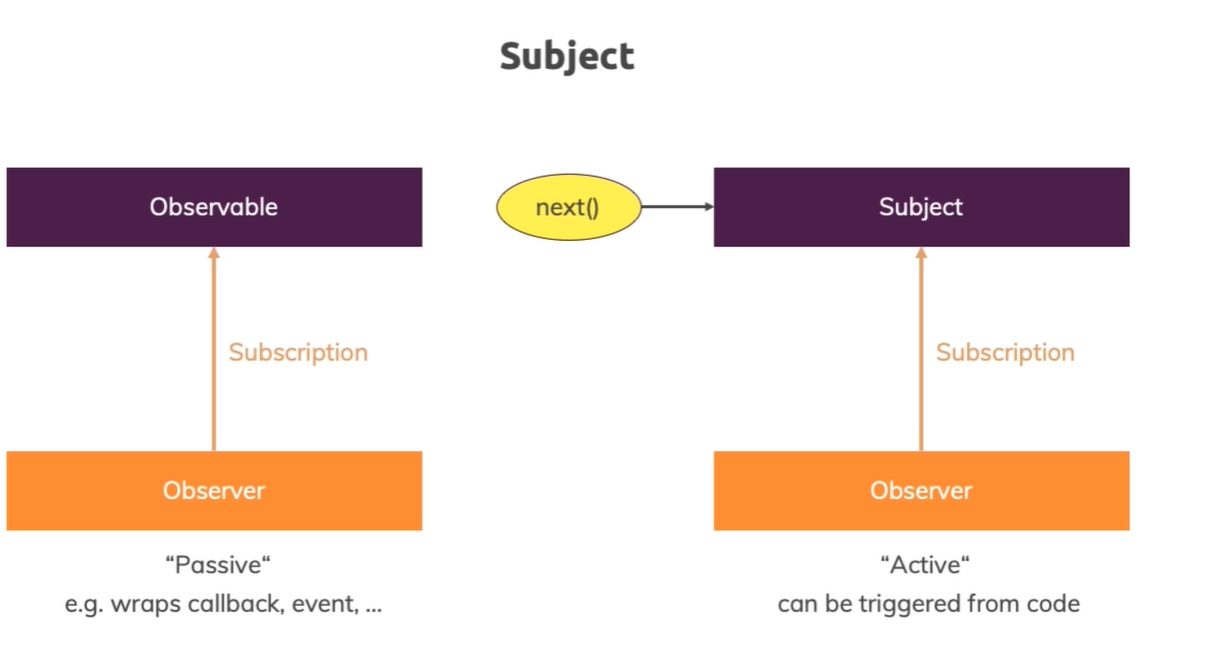 Subject
Observable
next()
Subject
Subscription
Subscription
Observer
Observer
“Passive“
e.g. wraps callback, event, ...
“Active“
can be triggered from code